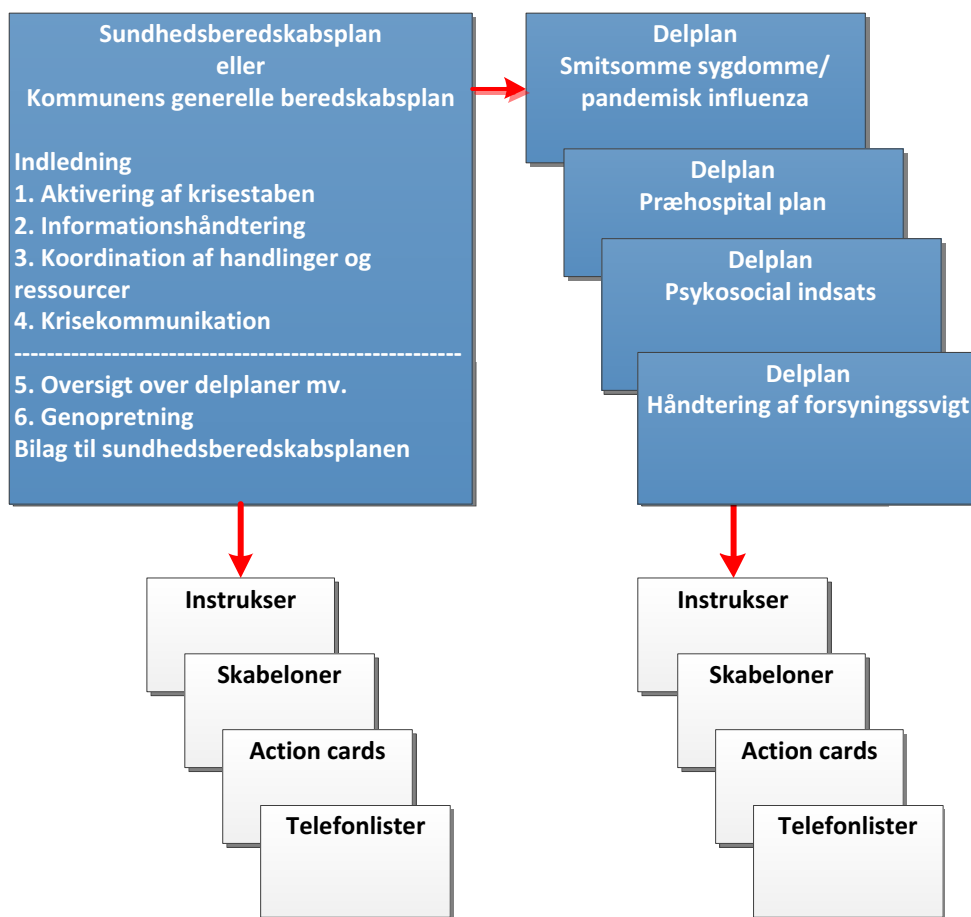 Sundhedsberedskabsplan
eller
Kommunens generelle beredskabsplan
Indledning
1. Aktivering af krisestaben
2. Informationshåndtering
3. Koordination af handlinger og
ressourcer
4. Krisekommunikation
-------------------------------------------------------
5. Oversigt over delplaner mv.
6. Genopretning
Bilag til sundhedsberedskabsplanen
Delplan
Smitsomme sygdomme/
pandemisk influenza
Delplan
Præhospital plan
Delplan
Psykosocial indsats
Delplan
Håndtering af forsyningssvigt
Instrukser
Skabeloner
Action cards
Telefonlister
Instrukser
Skabeloner
Action cards
Telefonlister